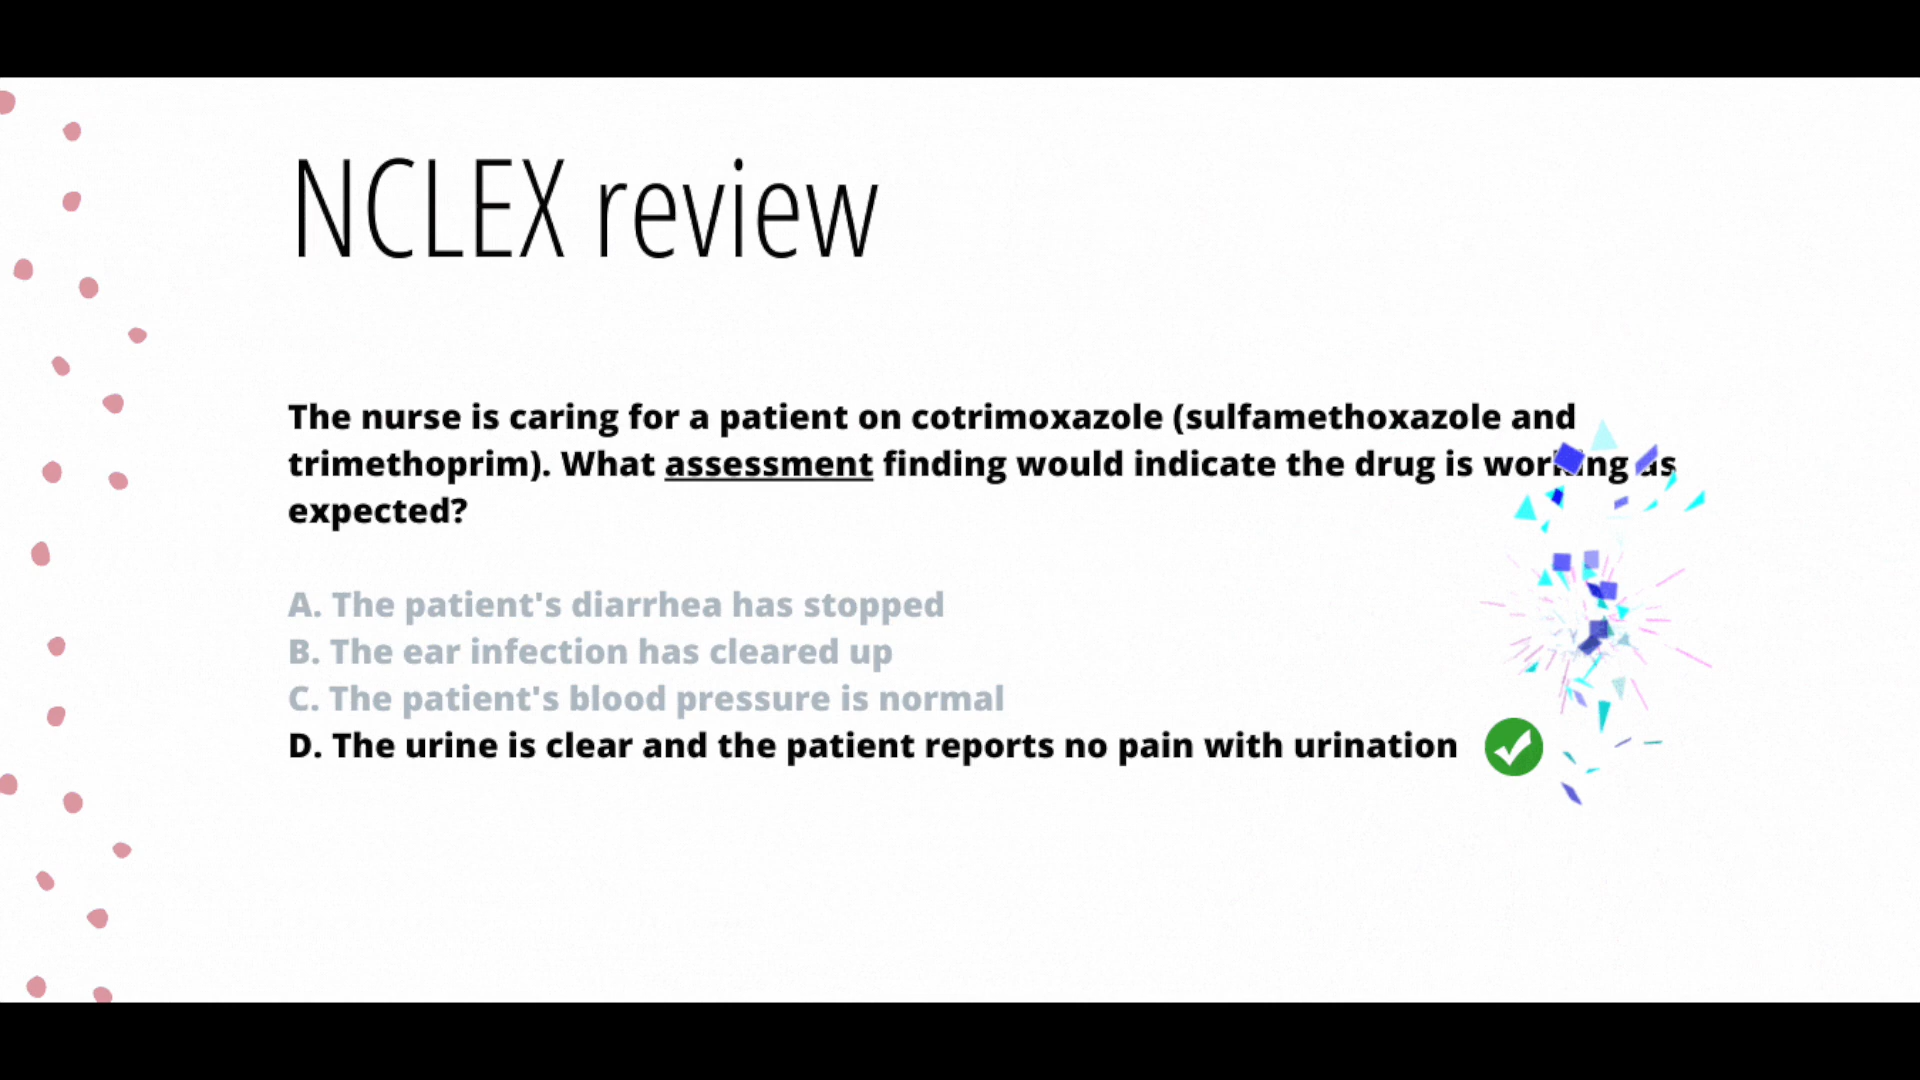 NCLEX review
The nurse is caring for a patient on cotrimoxazole (sulfamethoxazole and
trimethoprim). What assessment finding would indicate the drug is working as
expected?
A. The patient's diarrhea has stopped
B. The ear infection has cleared up
C. The patient's blood pressure is normal
D. The urine is clear and the patient reports no pain with urination